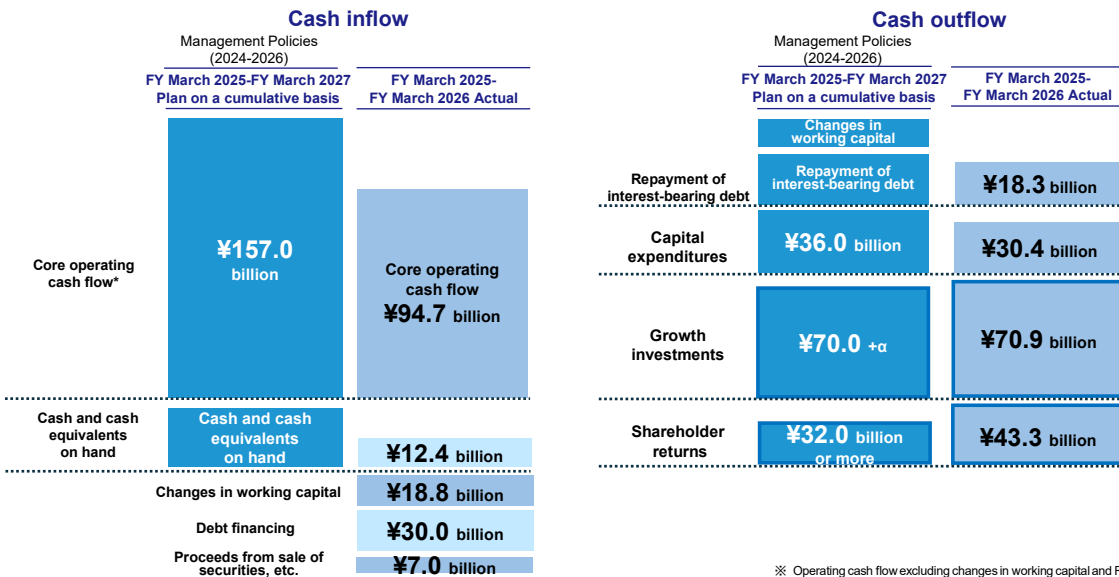 Cash inflow
Management Policies
(2024-2026)
FY March 2025-FY March 2027
Plan on a cumulative basis
FY March 2025-
FY March 2026 Actual
Core operating
cash flow*
¥157.0
billion
Core operating
cash flow
¥94.7 billion
Cash and cash
equivalents
on hand
Cash and cash
equivalents
on hand
¥12.4 billion
Changes in working capital
¥18.8 billion
Debt financing
¥30.0 billion
Proceeds from sale of
securities, etc.
¥7.0 billion
Cash outflow
Management Policies
(2024-2026)
FY March 2025-FY March 2027
Plan on a cumulative basis
FY March 2025-
FY March 2026 Actual
Changes in
working capital
Repayment of
interest-bearing debt
Repayment of
interest-bearing debt
¥18.3 billion
Capital
expenditures
¥36.0 billion
¥30.4 billion
Growth
investments
¥70.0 +α
¥70.9 billion
Shareholder
returns
¥32.0 billion
or more
¥43.3 billion
※ Operating cash flow excluding changes in working capital and